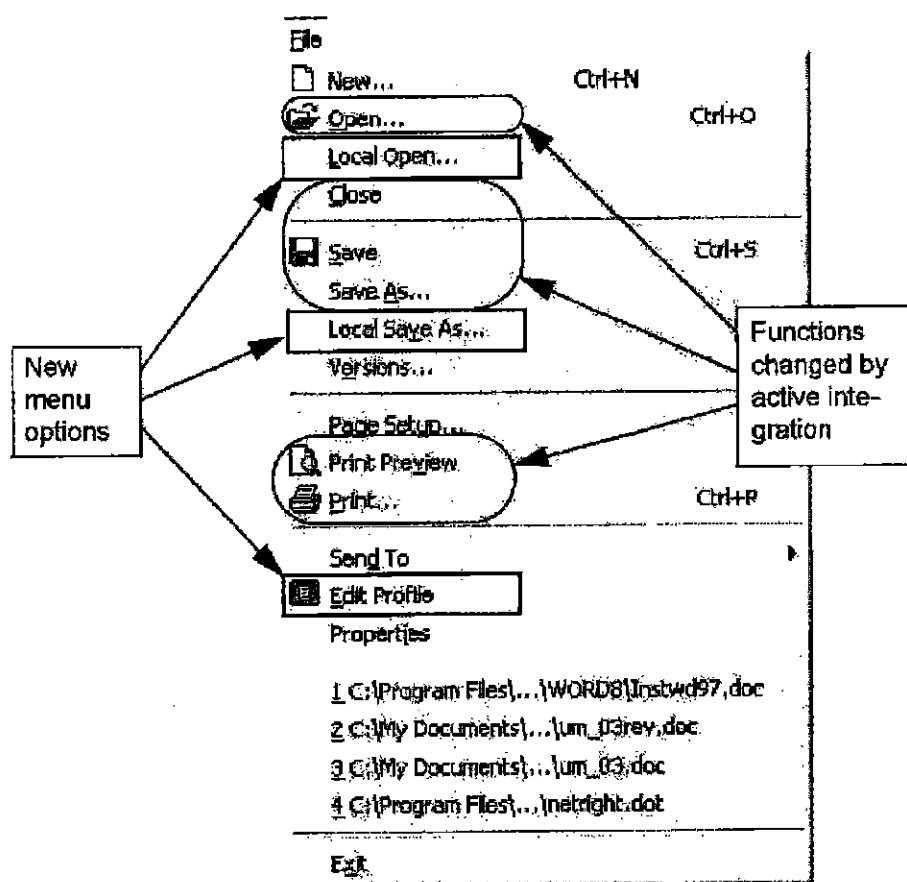 File
New... Ctrl+N
Open... Ctrl+O
Local Open...
Close
Save Ctrl+S
Save As...
Local Save As...
Versions...
Page Setup...
Print Preview
Print... Ctrl+P
Send To
Edit Profile
Properties
1 C:\Program Files\...\WORD8\Instwd97.doc
2 C:\My Documents\...\um_03rev.doc
3 C:\My Documents\...\um_03.doc
4 C:\Program Files\...\netright.dot
Exit
New
menu
options
Functions
changed by
active inte-
gration